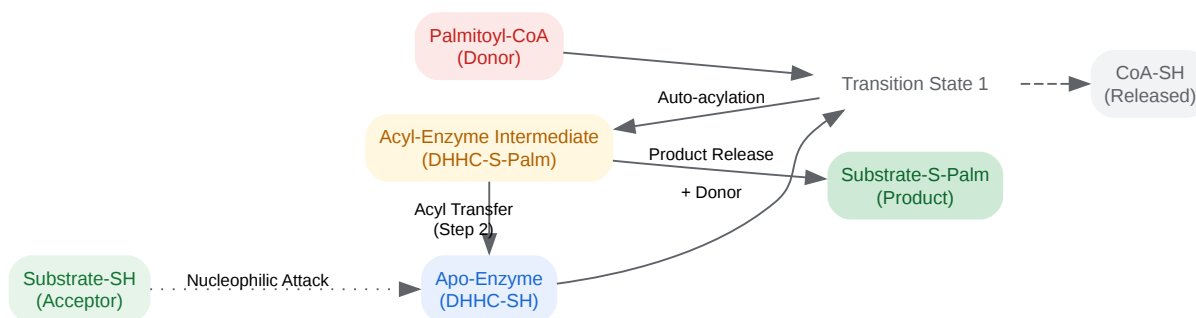 Palmitoyl-CoA
(Donor)
Transition State 1
CoA-SH
(Released)
Auto-acylation
Acyl-Enzyme Intermediate
(DHHC-S-Palm)
Product Release
Substrate-S-Palm
(Product)
+ Donor
Acyl Transfer
(Step 2)
Substrate-SH
(Acceptor)
Nucleophilic Attack
Apo-Enzyme
(DHHC-SH)